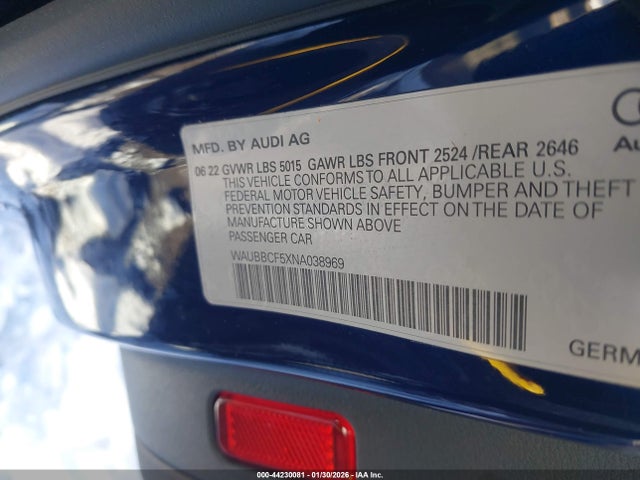 MFD. BY AUDI AG
06 22 GVWR LBS 5015 GAWR LBS FRONT 2524 /REAR 2646
THIS VEHICLE CONFORMS TO ALL APPLICABLE U.S.
FEDERAL MOTOR VEHICLE SAFETY, BUMPER AND THEFT
PREVENTION STANDARDS IN EFFECT ON THE DATE OF
MANUFACTURE SHOWN ABOVE
PASSENGER CAR
WAUBBCF5XNA038969
Au
GERM
000-44230081 - 01/30/2026 - IAA Inc.